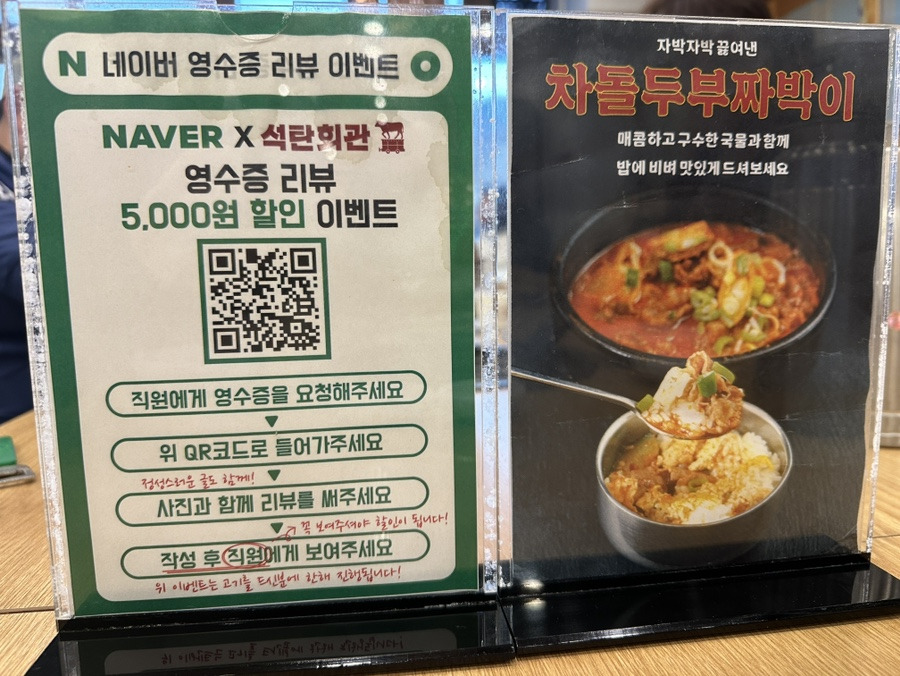 N 네이버 영수증 리뷰 이벤트
NAVER X 석탄회관
영수증 리뷰
5,000원 할인 이벤트
직원에게 영수증을 요청해주세요
위 QR코드로 들어가주세요
정성스러운 글도 함께!
사진과 함께 리뷰를 써주세요
꼭 보여주셔야 할인이 됩니다!
작성 후 직원에게 보여주세요
위 이벤트는 고기를 드신분에 한해 진행됩니다!
자박자박 끓여낸
차돌두부짜박이
매콤하고 구수한 국물과 함께
밥에 비벼 맛있게 드셔보세요